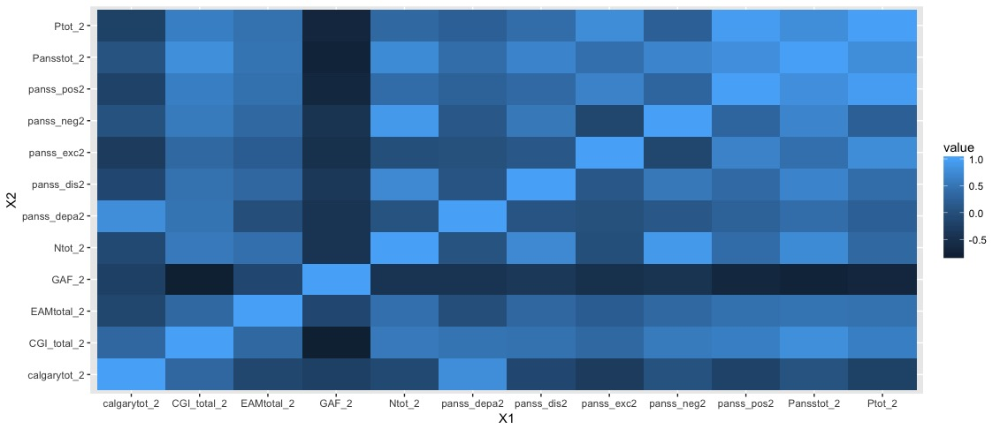 Ptot_2
Pansstot_2
panss_pos2
panss_neg2
panss_exc2
panss_dis2
panss_depa2
Ntot_2
GAF_2
EAMtotal_2
CGI_total_2
calgarytot_2
X2
calgarytot_2 CGI_total_2 EAMtotal_2 GAF_2 Ntot_2 panss_depa2 panss_dis2 panss_exc2 panss_neg2 panss_pos2 Pansstot_2 Ptot_2
X1
value
1.0
0.5
0.0
-0.5